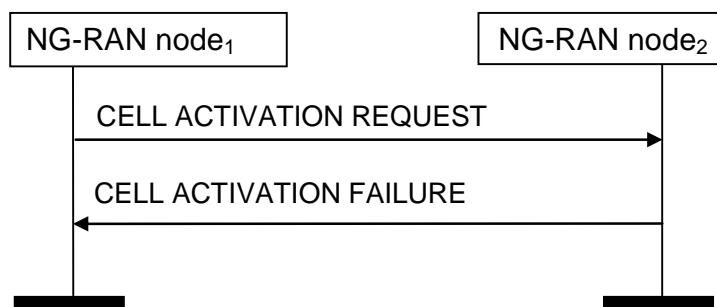 NG-RAN node₁
NG-RAN node₂
CELL ACTIVATION REQUEST
CELL ACTIVATION FAILURE